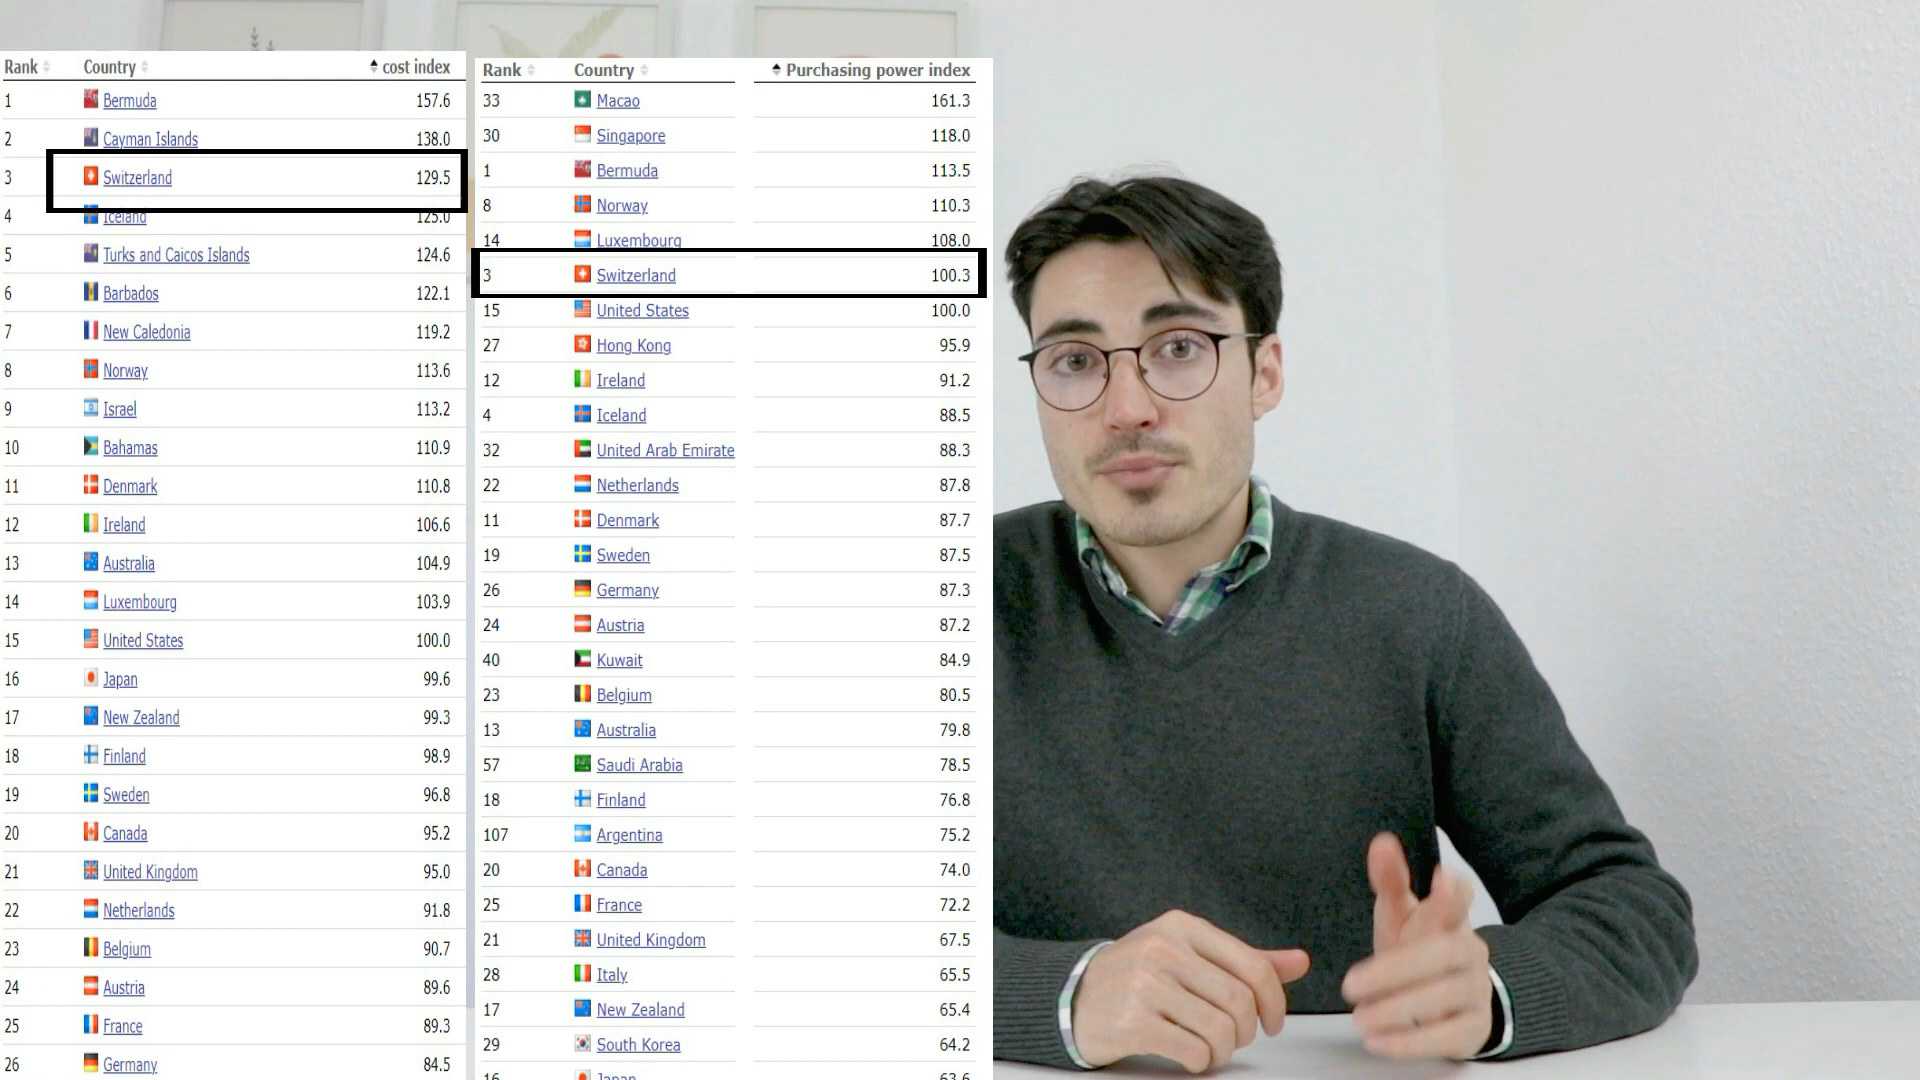 Rank Country cost index
1 Bermuda 157.6
2 Cayman Islands 138.0
3 Switzerland 129.5
4 Iceland 125.0
5 Turks and Caicos Islands 124.6
6 Barbados 122.1
7 New Caledonia 119.2
8 Norway 113.6
9 Israel 113.2
10 Bahamas 110.9
11 Denmark 110.8
12 Ireland 106.6
13 Australia 104.9
14 Luxembourg 103.9
15 United States 100.0
16 Japan 99.6
17 New Zealand 99.3
18 Finland 98.9
19 Sweden 96.8
20 Canada 95.2
21 United Kingdom 95.0
22 Netherlands 91.8
23 Belgium 90.7
24 Austria 89.6
25 France 89.3
26 Germany 84.5
Rank Country Purchasing power index
33 Macao 161.3
30 Singapore 118.0
1 Bermuda 113.5
8 Norway 110.3
14 Luxembourg 108.0
3 Switzerland 100.3
15 United States 100.0
27 Hong Kong 95.9
12 Ireland 91.2
4 Iceland 88.5
32 United Arab Emirate 88.3
22 Netherlands 87.8
11 Denmark 87.7
19 Sweden 87.5
26 Germany 87.3
24 Austria 87.2
40 Kuwait 84.9
23 Belgium 80.5
13 Australia 79.8
57 Saudi Arabia 78.5
18 Finland 76.8
107 Argentina 75.2
20 Canada 74.0
25 France 72.2
21 United Kingdom 67.5
28 Italy 65.5
17 New Zealand 65.4
29 South Korea 64.2
16 Japan 63.6